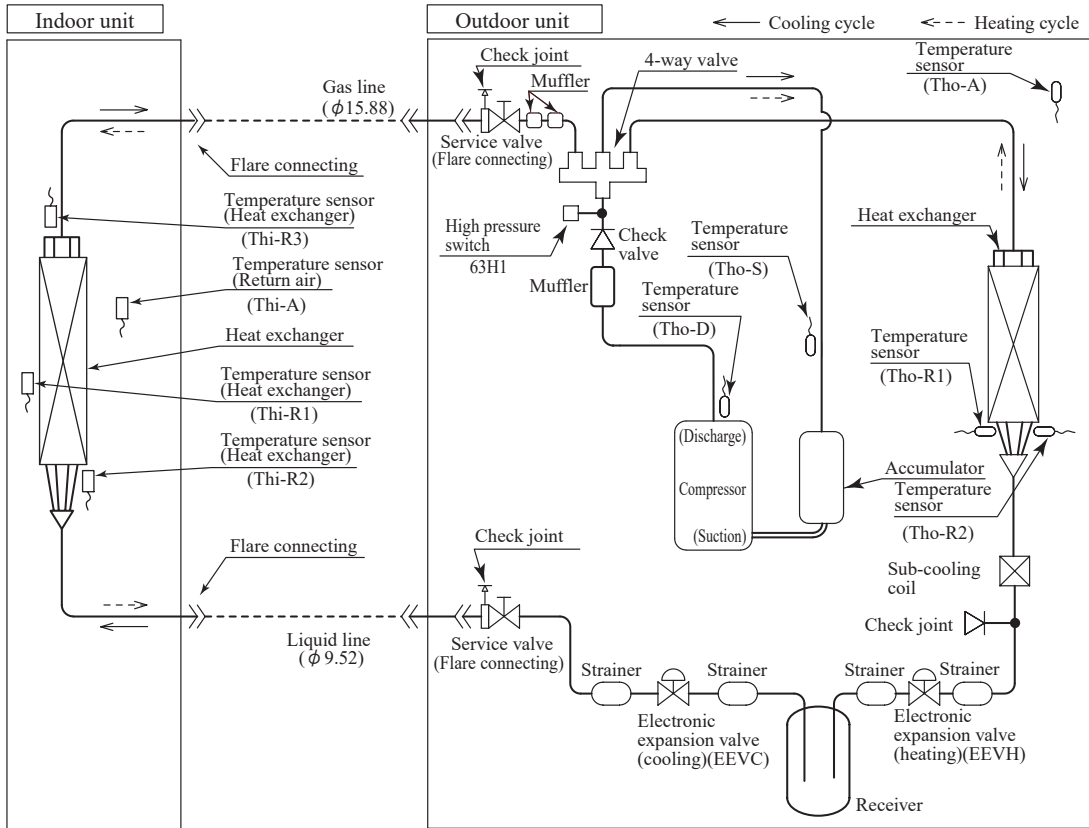 Indoor unit
Outdoor unit
Cooling cycle
Heating cycle
Check joint
Muffler
4-way valve
Temperature
sensor
(Tho-A)
Gas line
(ϕ15.88)
Service valve
(Flare connecting)
Flare connecting
Temperature sensor
(Heat exchanger)
(Thi-R3)
High pressure
switch
63H1
Check
valve
Temperature
sensor
(Tho-S)
Heat exchanger
Temperature sensor
(Return air)
(Thi-A)
Muffler
Temperature
sensor
(Tho-D)
Heat exchanger
Temperature
sensor
(Tho-R1)
Temperature sensor
(Heat exchanger)
(Thi-R1)
Temperature sensor
(Heat exchanger)
(Thi-R2)
(Discharge)
Compressor
(Suction)
Accumulator
Temperature
sensor
(Tho-R2)
Flare connecting
Check joint
Sub-cooling
coil
Liquid line
(ϕ9.52)
Service valve
(Flare connecting)
Check joint
Strainer
Strainer
Strainer
Strainer
Electronic
expansion valve
(cooling)(EEVC)
Electronic
expansion valve
(heating)(EEVH)
Receiver